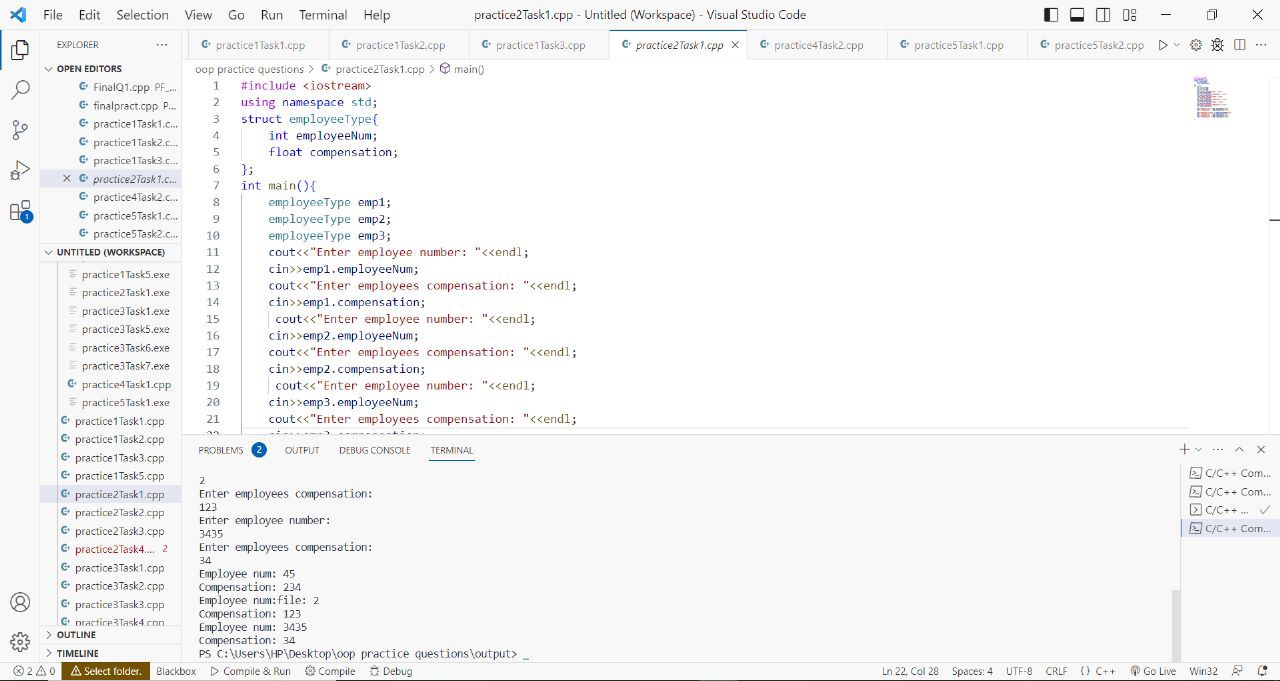 File Edit Selection View Go Run Terminal Help practice2Task1.cpp - Untitled (Workspace) - Visual Studio Code
EXPLORER ...
practice1Task1.cpp practice1Task2.cpp practice1Task3.cpp practice2Task1.cpp practice4Task2.cpp practice5Task1.cpp practice5Task2.cpp
OPEN EDITORS
FinalQ1.cpp PF_...
finalpract.cpp P...
practice1Task1.c...
practice1Task2.c...
practice1Task3.c...
practice2Task1.c...
practice4Task2.c...
practice5Task1.c...
practice5Task2.c...
UNTITLED (WORKSPACE)
practice1Task5.exe
practice2Task1.exe
practice3Task1.exe
practice3Task5.exe
practice3Task6.exe
practice3Task7.exe
practice4Task1.cpp
practice5Task1.exe
practice1Task1.cpp
practice1Task2.cpp
practice1Task3.cpp
practice1Task5.cpp
practice2Task1.cpp
practice2Task2.cpp
practice2Task3.cpp
practice2Task4.... 2
practice3Task1.cpp
practice3Task2.cpp
practice3Task3.cpp
practice3Task4.cpp
OUTLINE
TIMELINE
1
oop practice questions > practice2Task1.cpp > main()
1 #include <iostream>
2 using namespace std;
3 struct employeeType{
4 int employeeNum;
5 float compensation;
6 };
7 int main(){
8 employeeType emp1;
9 employeeType emp2;
10 employeeType emp3;
11 cout<<"Enter employee number: "<<endl;
12 cin>>emp1.employeeNum;
13 cout<<"Enter employees compensation: "<<endl;
14 cin>>emp1.compensation;
15 cout<<"Enter employee number: "<<endl;
16 cin>>emp2.employeeNum;
17 cout<<"Enter employees compensation: "<<endl;
18 cin>>emp2.compensation;
19 cout<<"Enter employee number: "<<endl;
20 cin>>emp3.employeeNum;
21 cout<<"Enter employees compensation: "<<endl;
22 cin>>emp3.compensation;
PROBLEMS 2 OUTPUT DEBUG CONSOLE TERMINAL
2
Enter employees compensation:
123
Enter employee number:
3435
Enter employees compensation:
34
Employee num: 45
Compensation: 234
Employee num:file: 2
Compensation: 123
Employee num: 3435
Compensation: 34
PS C:\Users\HP\Desktop\oop practice questions\output> _
C/C++ Com...
C/C++ Com...
C/C++ ...
C/C++ Com...
2 0 Select folder. Blackbox Compile & Run Compile Debug Ln 22, Col 28 Spaces: 4 UTF-8 CRLF {} C++ Go Live Win32